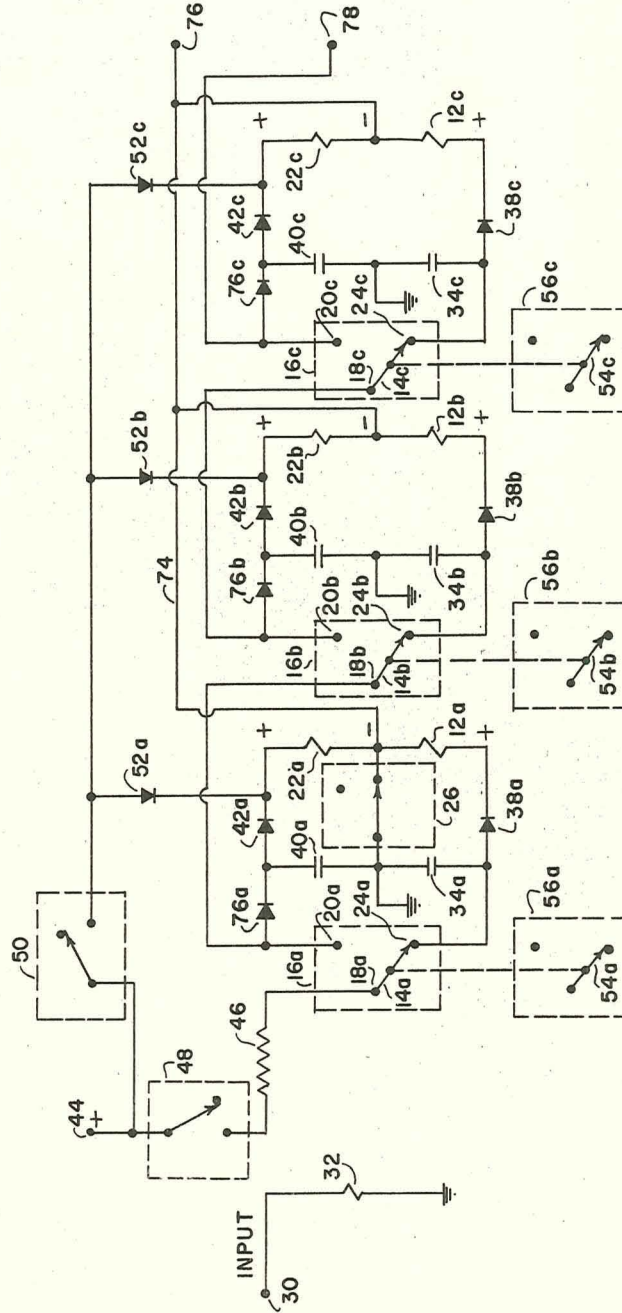 76
78
52c
52b
52a
50
74
44 +
48
46
+ + +
42a 42b 42c
76a 76b 76c
22a 22b 22c
40a 40b 40c
20a 20b 20c
16a 16b 16c
18a 18b 18c
24a 24b 24c
14a 14b 14c
- - -
26
12a 12b 12c
34a 34b 34c
+ + +
38a 38b 38c
56a 56b 56c
54a 54b 54c
INPUT
30
32